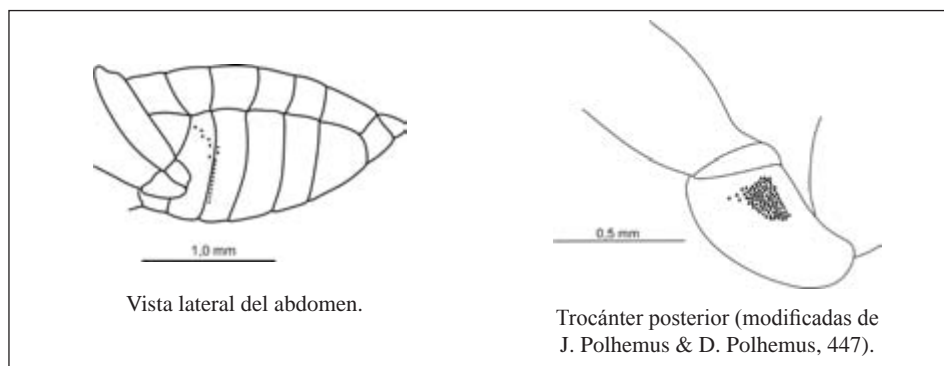 1,0 mm
Vista lateral del abdomen.
0,5 mm
Trocánter posterior (modificadas de
J. Polhemus & D. Polhemus, 447).